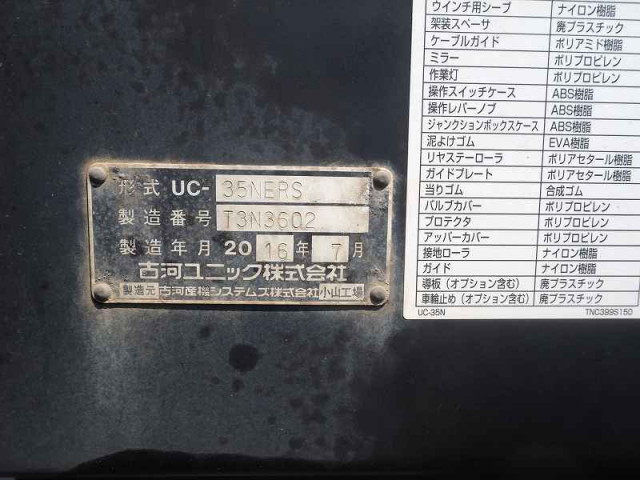 形式 UC- 35NERS
製造番号 T3N3602
製造年月 2016年 7月
古河ユニック株式会社
製造元 古河産機システムズ株式会社 小山工場
ウインチ用シーブ ナイロン樹脂
架装スペーサ 廃プラスチック
ケーブルガイド ポリアミド樹脂
ミラー ポリプロピレン
作業灯 ポリプロピレン
操作スイッチケース ABS樹脂
操作レバーノブ ABS樹脂
ジャンクションボックスケース ABS樹脂
泥よけゴム EVA樹脂
リヤステーローラ ポリアセタール樹脂
ガイドプレート ポリアセタール樹脂
当りゴム 合成ゴム
バルブカバー ポリプロピレン
プロテクタ ポリプロピレン
アッパーカバー ポリプロピレン
接地ローラ ナイロン樹脂
ガイド ナイロン樹脂
導板（オプション含む） 廃プラスチック
車輪止め（オプション含む） 廃プラスチック
UC-35N TNC399S150